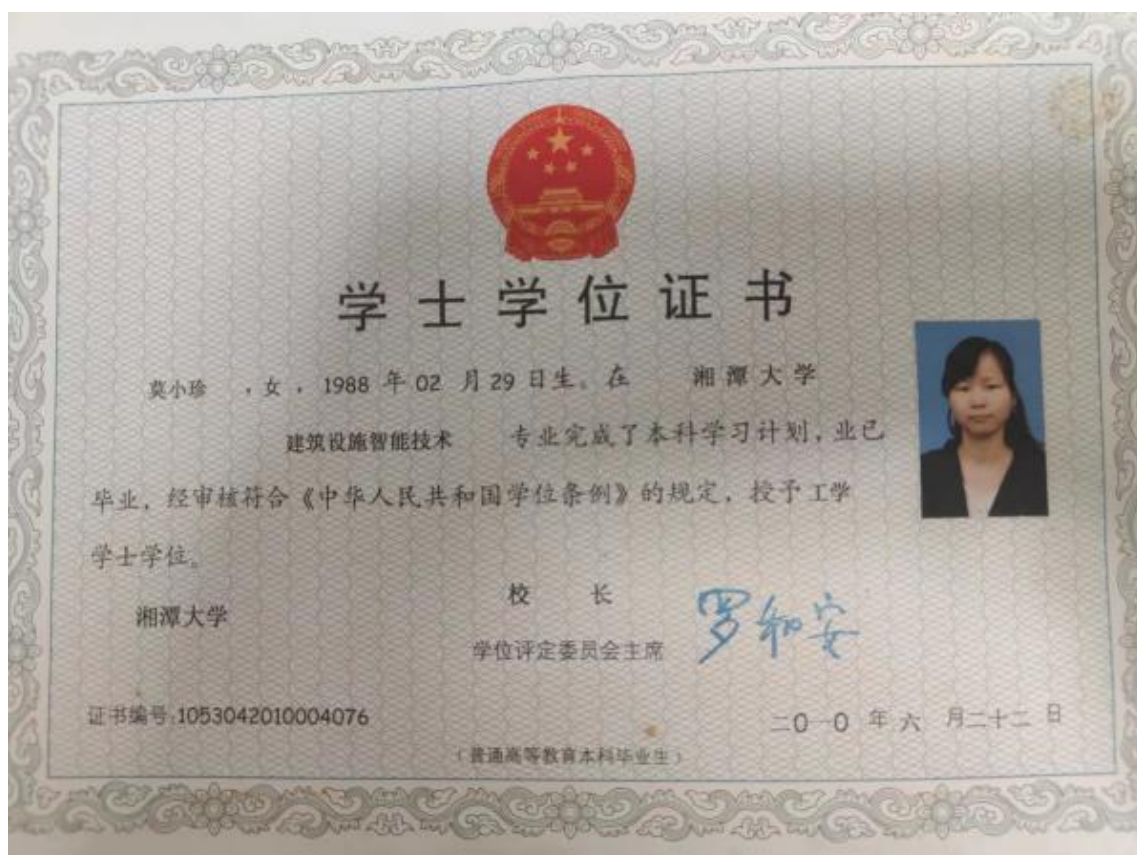 学士学位证书
莫小珍 ，女，1988 年 02 月 29 日生。在 湘潭大学
建筑设施智能技术 专业完成了本科学习计划，业已
毕业，经审核符合《中华人民共和国学位条例》的规定，授予 工学
学士学位。
湘潭大学
校 长
学位评定委员会主席
罗和安
证书编号:1053042010004076
二0一0 年 六 月二十二 日
（普通高等教育本科毕业生）